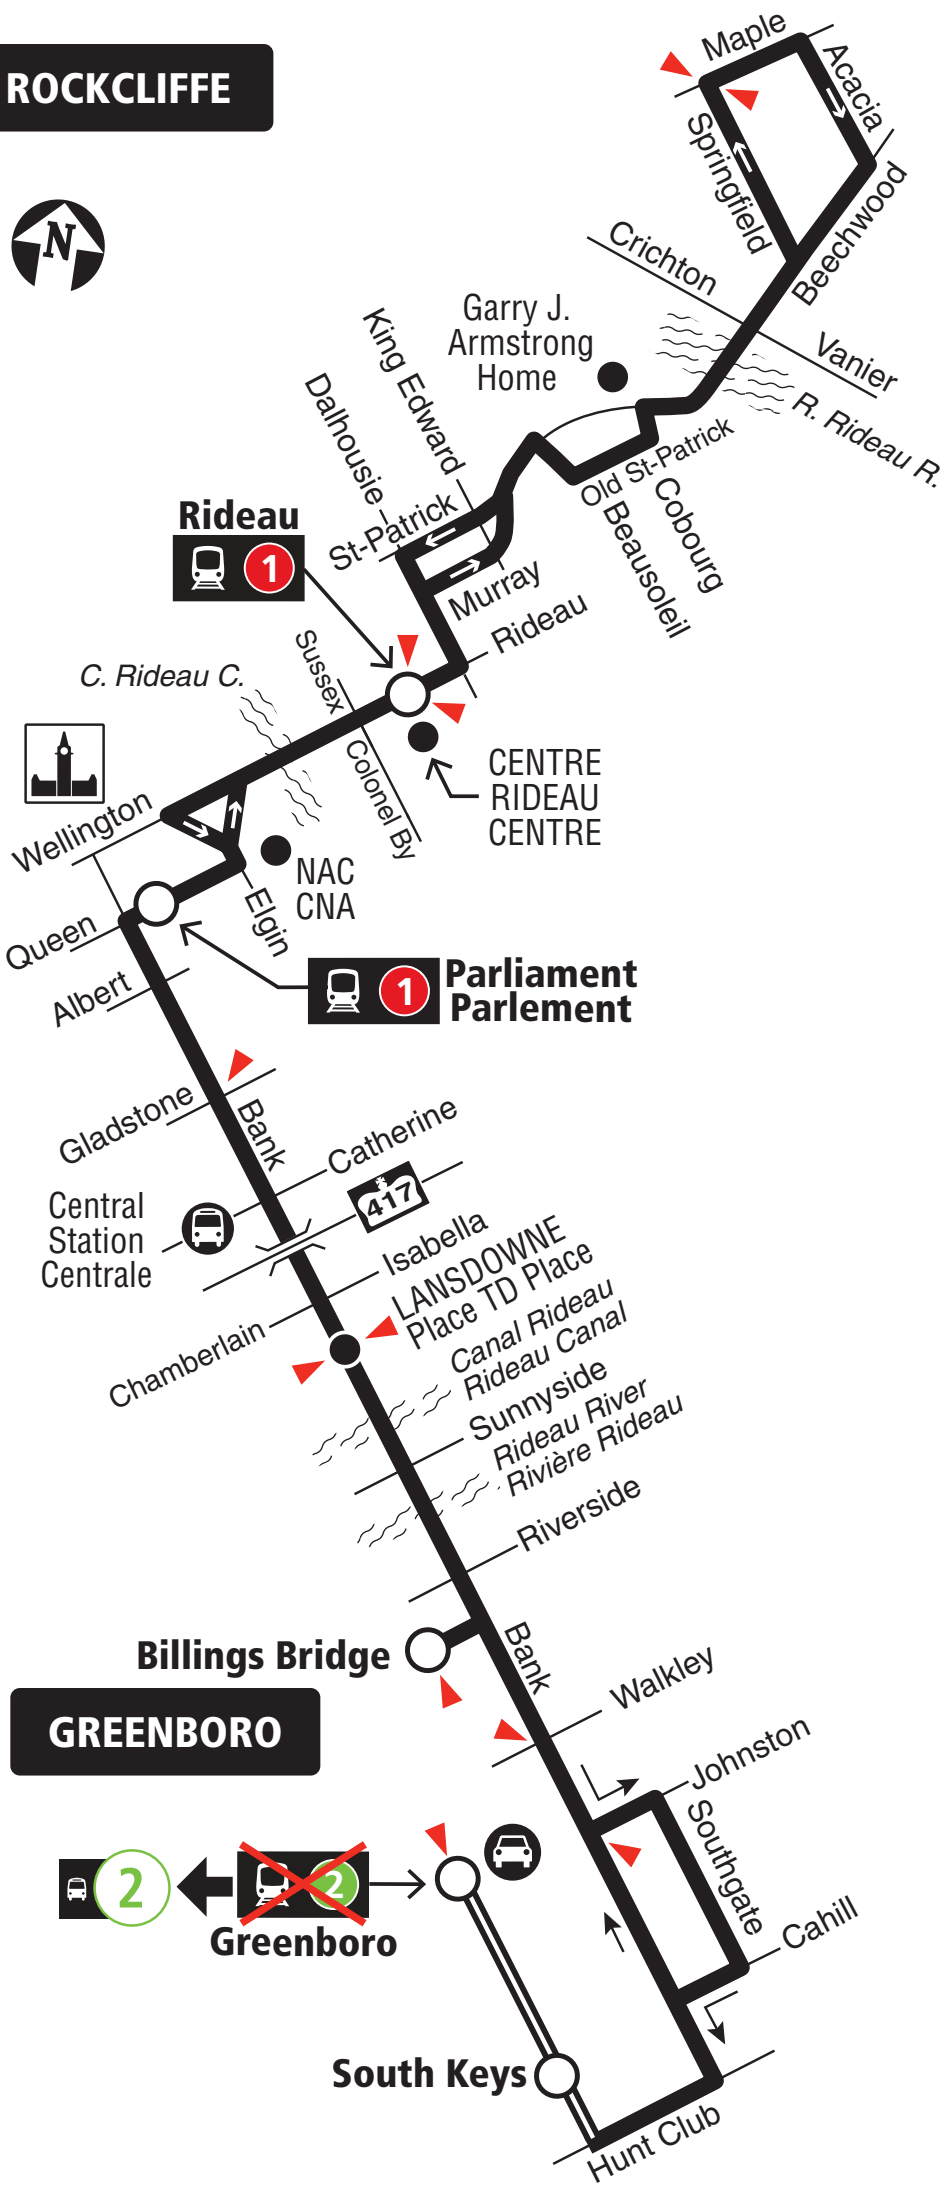 ROCKCLIFFE
N
Maple
Acacia
Springfield
Beechwood
Crichton
Vanier
R. Rideau R.
Garry J.
Armstrong
Home
King Edward
Dalhousie
St-Patrick
Old St-Patrick
Cobourg
Beausoleil
Murray
Rideau
Rideau
1
Sussex
Colonel By
C. Rideau C.
CENTRE
RIDEAU
CENTRE
Wellington
NAC
CNA
Elgin
Queen
Albert
1
Parliament
Parlement
Gladstone
Bank
Catherine
417
Central
Station
Centrale
Isabella
Chamberlain
LANSDOWNE
Place TD Place
Canal Rideau
Rideau Canal
Sunnyside
Rideau River
Rivière Rideau
Riverside
Billings Bridge
Bank
Walkley
GREENBORO
Johnston
Southgate
Cahill
2
2
Greenboro
South Keys
Hunt Club